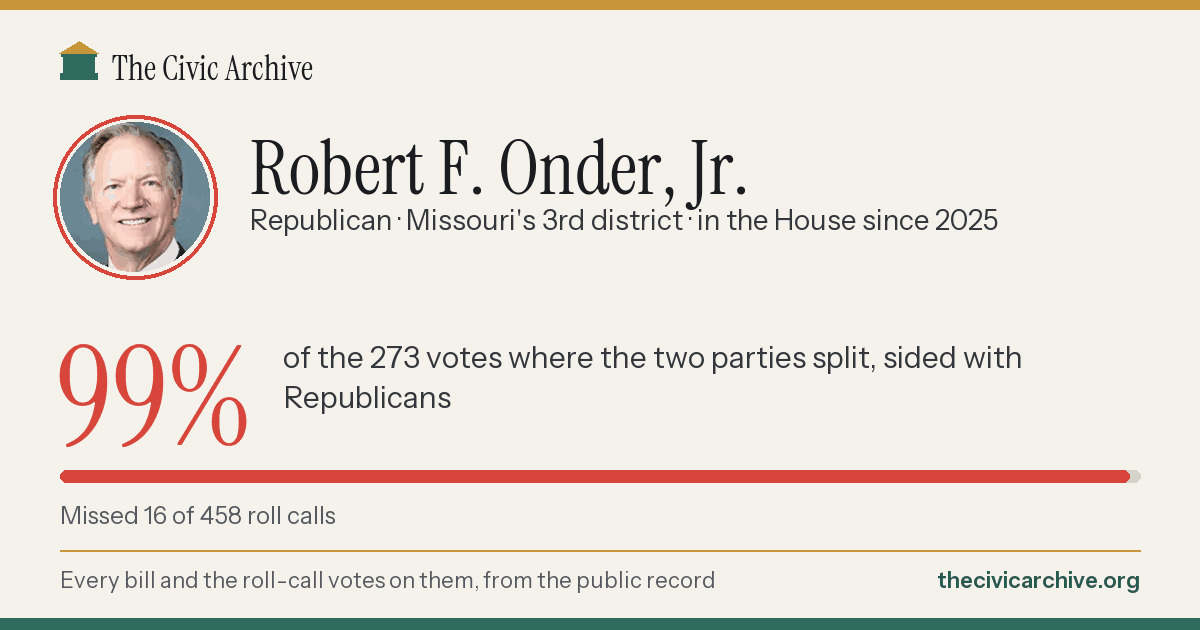 The Civic Archive
Robert F. Onder, Jr.
Republican · Missouri's 3rd district · in the House since 2025
99%
of the 273 votes where the two parties split, sided with
Republicans
Missed 16 of 458 roll calls
Every bill and the roll-call votes on them, from the public record
thecivicarchive.org